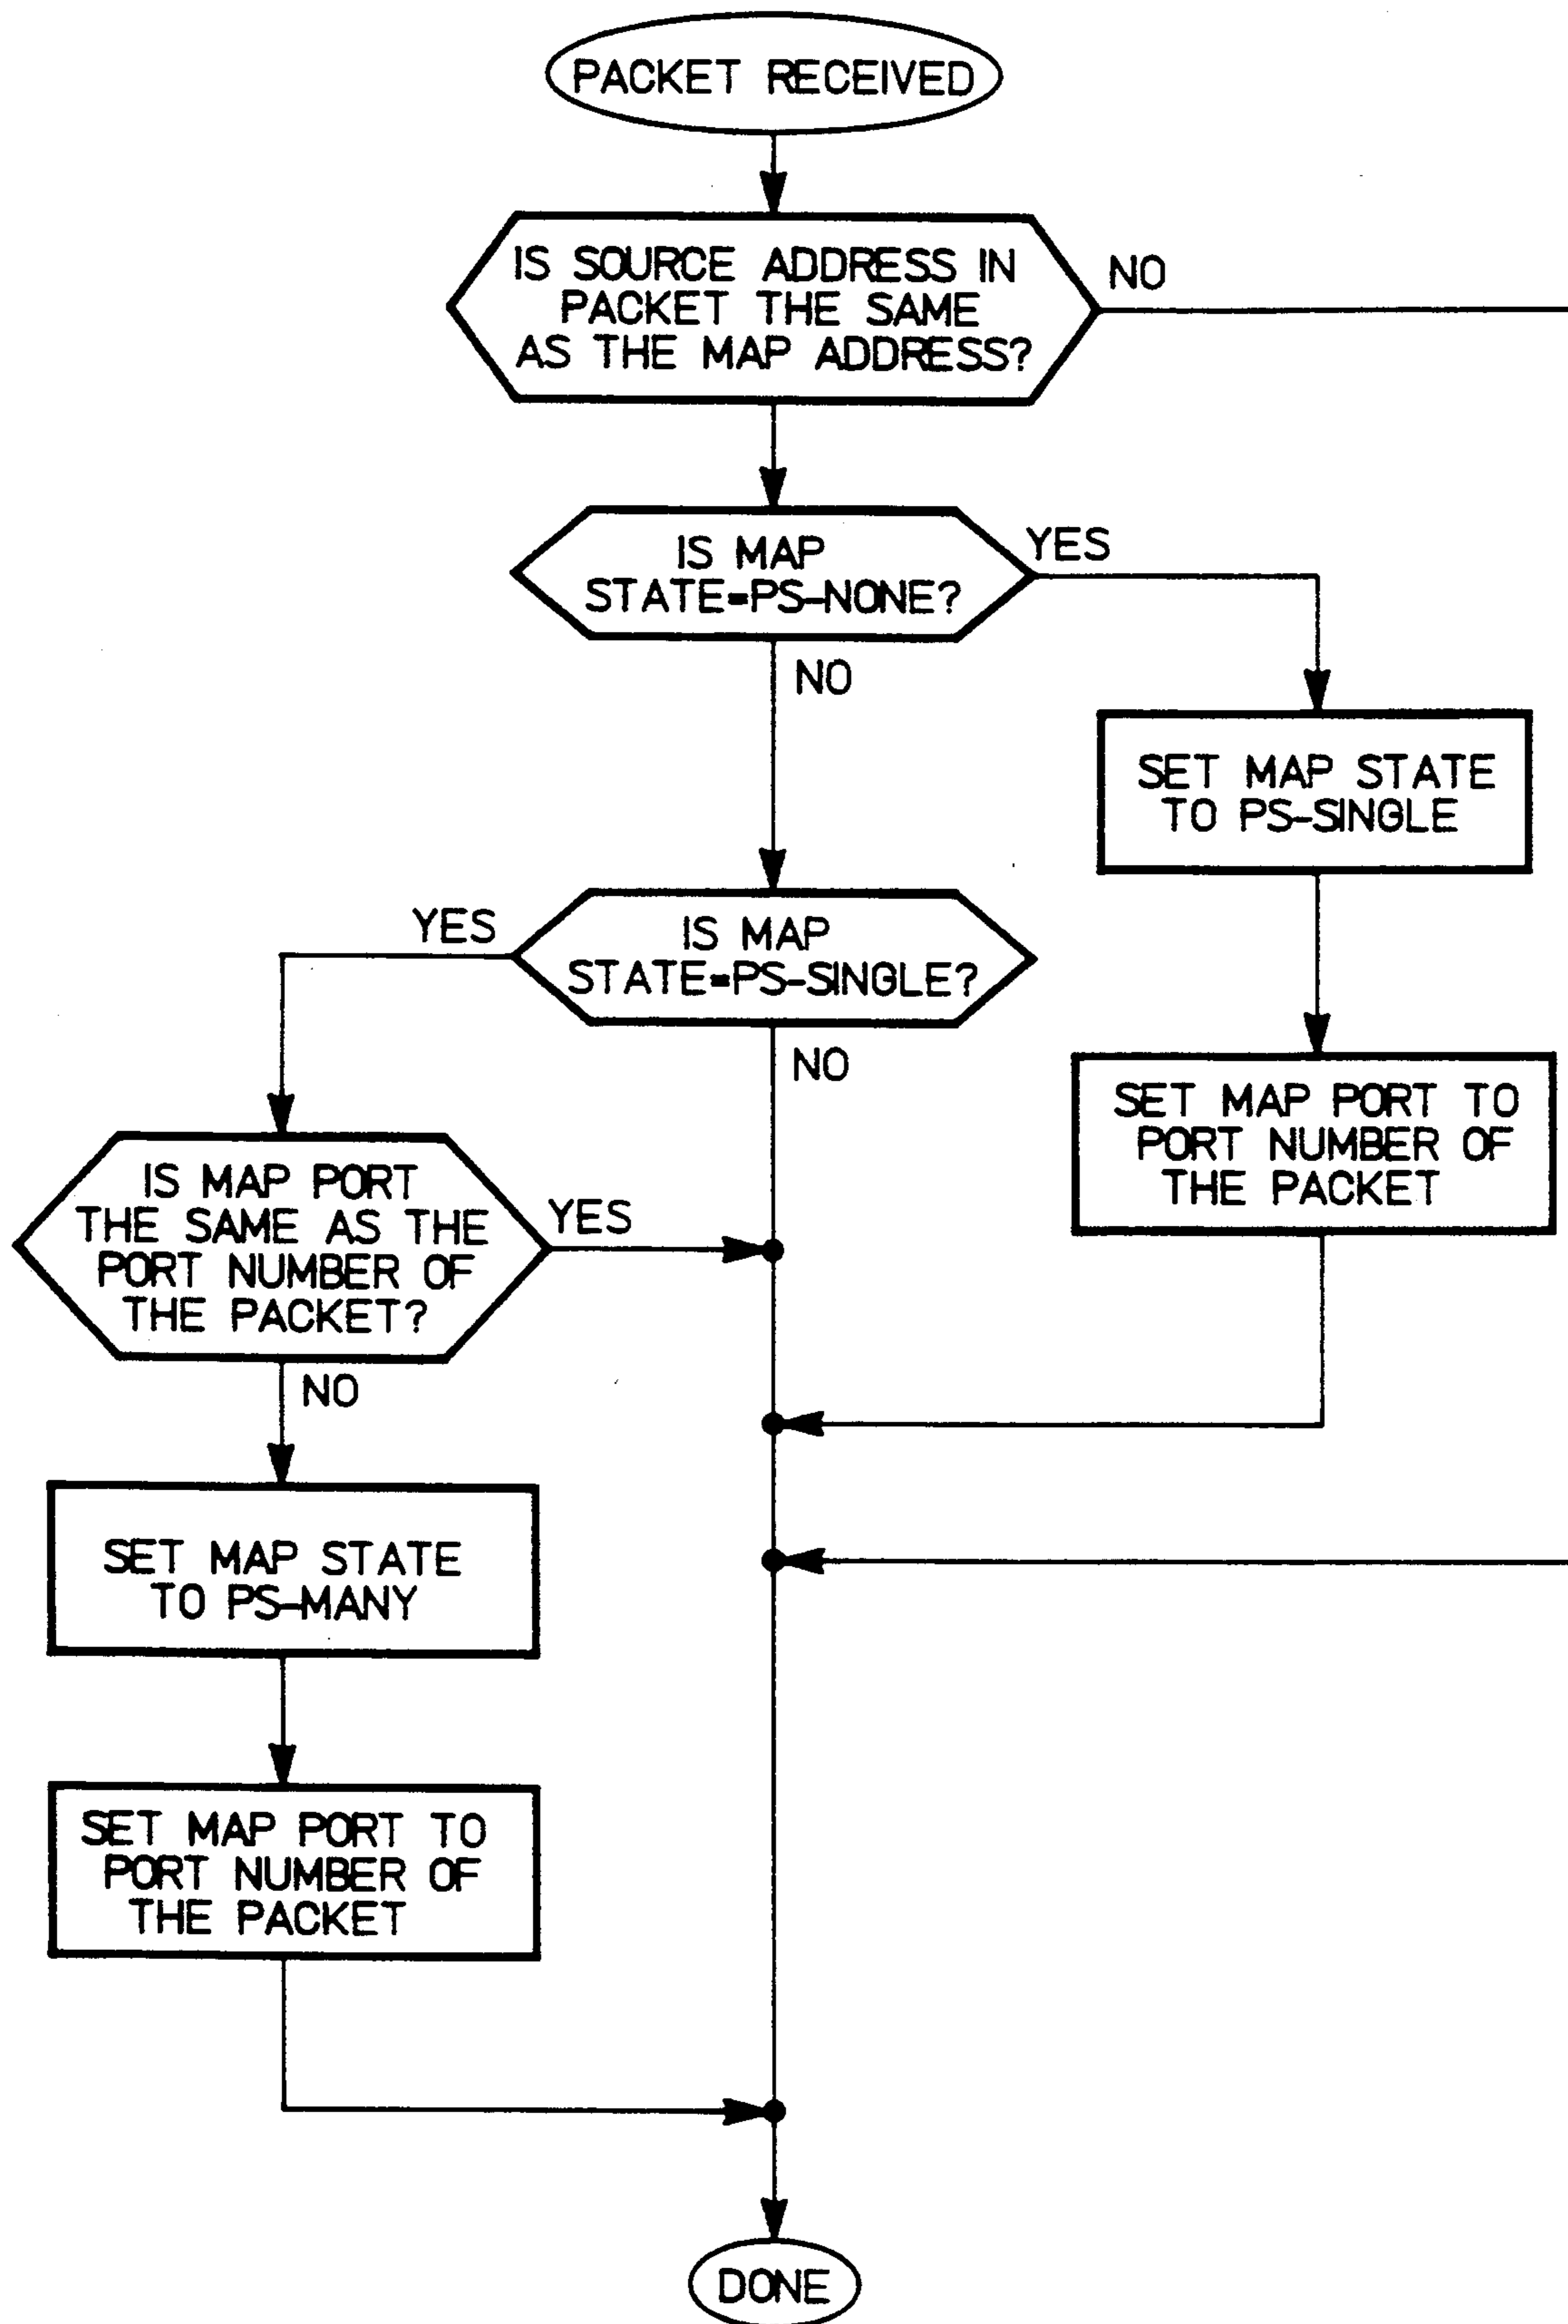 PACKET RECEIVED
IS SOURCE ADDRESS IN
PACKET THE SAME
AS THE MAP ADDRESS?
NO
IS MAP
STATE=PS-NONE?
YES
NO
SET MAP STATE
TO PS-SINGLE
IS MAP
STATE=PS-SINGLE?
YES
NO
SET MAP PORT TO
PORT NUMBER OF
THE PACKET
IS MAP PORT
THE SAME AS THE
PORT NUMBER OF
THE PACKET?
YES
NO
SET MAP STATE
TO PS-MANY
SET MAP PORT TO
PORT NUMBER OF
THE PACKET
DONE